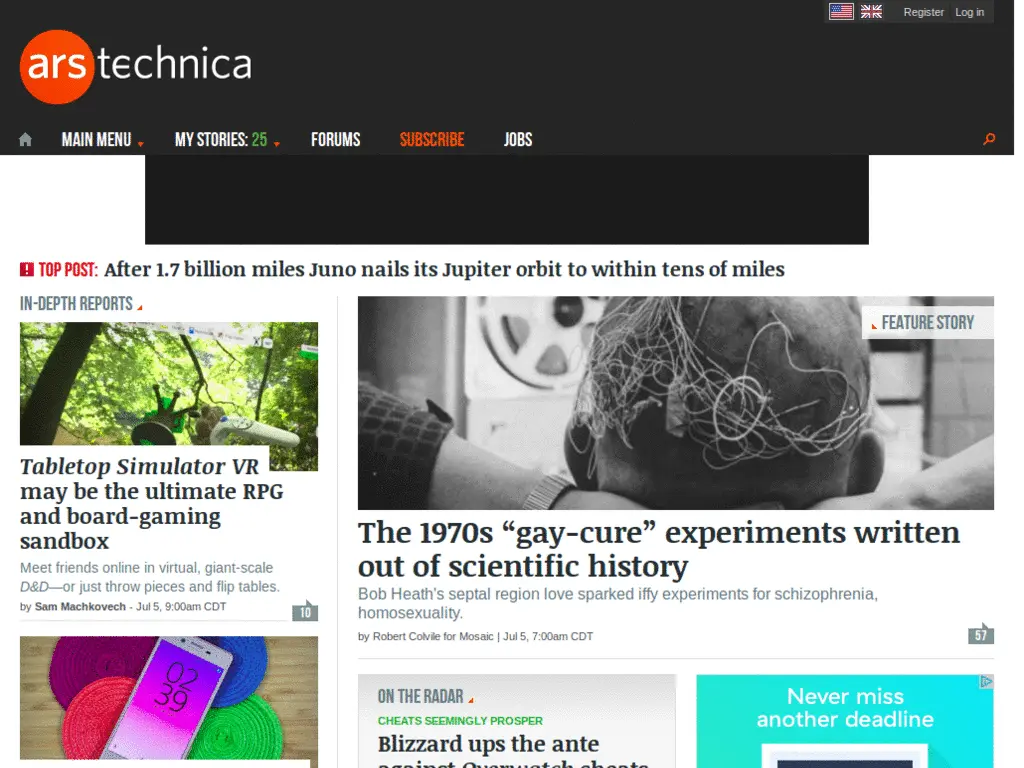 Register Log in
ars technica
MAIN MENU MY STORIES: 25 FORUMS SUBSCRIBE JOBS
TOP POST: After 1.7 billion miles Juno nails its Jupiter orbit to within tens of miles
IN-DEPTH REPORTS
Tabletop Simulator VR
may be the ultimate RPG
and board-gaming
sandbox
Meet friends online in virtual, giant-scale
D&D—or just throw pieces and flip tables.
by Sam Machkovech - Jul 5, 9:00am CDT
10
02
39
FEATURE STORY
The 1970s “gay-cure” experiments written
out of scientific history
Bob Heath's septal region love sparked iffy experiments for schizophrenia,
homosexuality.
by Robert Colvile for Mosaic | Jul 5, 7:00am CDT
57
ON THE RADAR
CHEATS SEEMINGLY PROSPER
Blizzard ups the ante
against Overwatch cheats
Never miss
another deadline